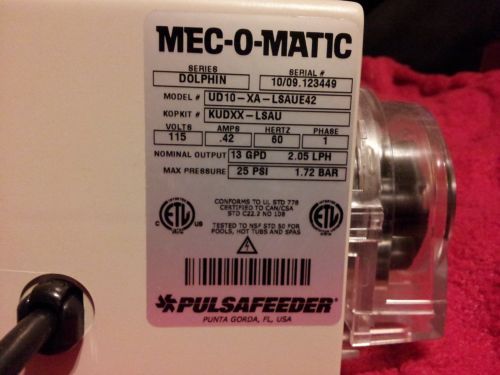 MEC-O-MATIC
SERIES SERIAL #
DOLPHIN 10/09.123449
MODEL # UD10-XA-LSAUE42
KOPKIT # KUDXX-LSAU
VOLTS AMPS HERTZ PHASE
115 .42 60 1
NOMINAL OUTPUT 13 GPD 2.05 LPH
MAX PRESSURE 25 PSI 1.72 BAR
CONFORMS TO UL STD 778
CERTIFIED TO CAN/CSA
STD C22.2 NO 108
ETL ETL
C US
TESTED TO NSF STD 50 FOR
POOLS, HOT TUBS AND SPAS
PULSAFEEDER®
PUNTA GORDA, FL, USA